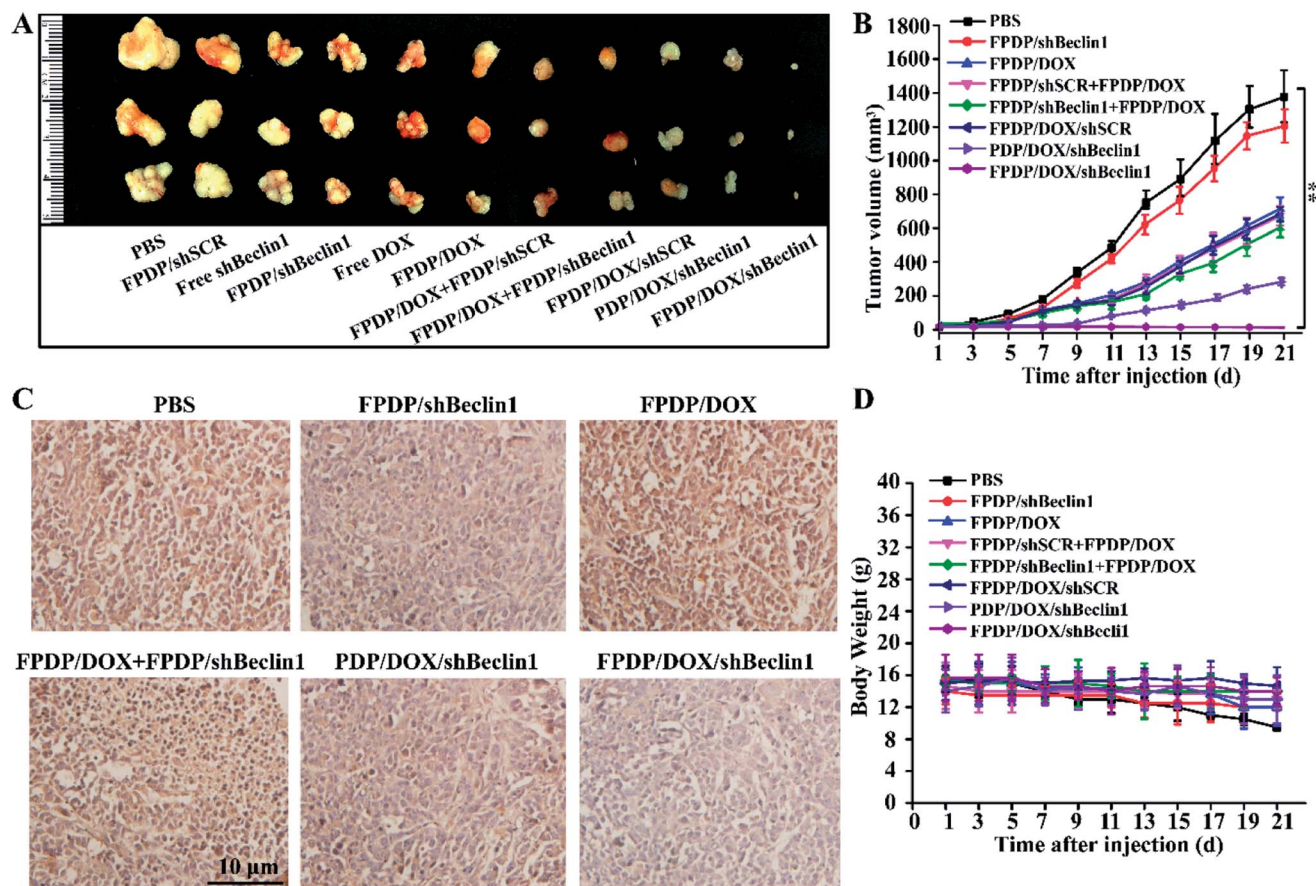 A
PBS
FPDP/shSCR
Free shBeclin1
FPDP/shBeclin1
Free DOX
FPDP/DOX
FPDP/DOX+FPDP/shSCR
FPDP/DOX+FPDP/shBeclin1
FPDP/DOX/shSCR
PDP/DOX/shBeclin1
FPDP/DOX/shBeclin1
B
PBS
FPDP/shBeclin1
FPDP/DOX
FPDP/shSCR+FPDP/DOX
FPDP/shBeclin1+FPDP/DOX
FPDP/DOX/shSCR
PDP/DOX/shBeclin1
FPDP/DOX/shBeclin1
Tumor volume (mm³)
1800
1600
1400
1200
1000
800
600
400
200
0
**
1 3 5 7 9 11 13 15 17 19 21
Time after injection (d)
C
PBS FPDP/shBeclin1 FPDP/DOX
FPDP/DOX+FPDP/shBeclin1 PDP/DOX/shBeclin1 FPDP/DOX/shBeclin1
10 μm
D
PBS
FPDP/shBeclin1
FPDP/DOX
FPDP/shSCR+FPDP/DOX
FPDP/shBeclin1+FPDP/DOX
FPDP/DOX/shSCR
PDP/DOX/shBeclin1
FPDP/DOX/shBecli1
Body Weight (g)
40
36
32
28
24
20
16
12
8
4
0
0 1 3 5 7 9 11 13 15 17 19 21
Time after injection (d)